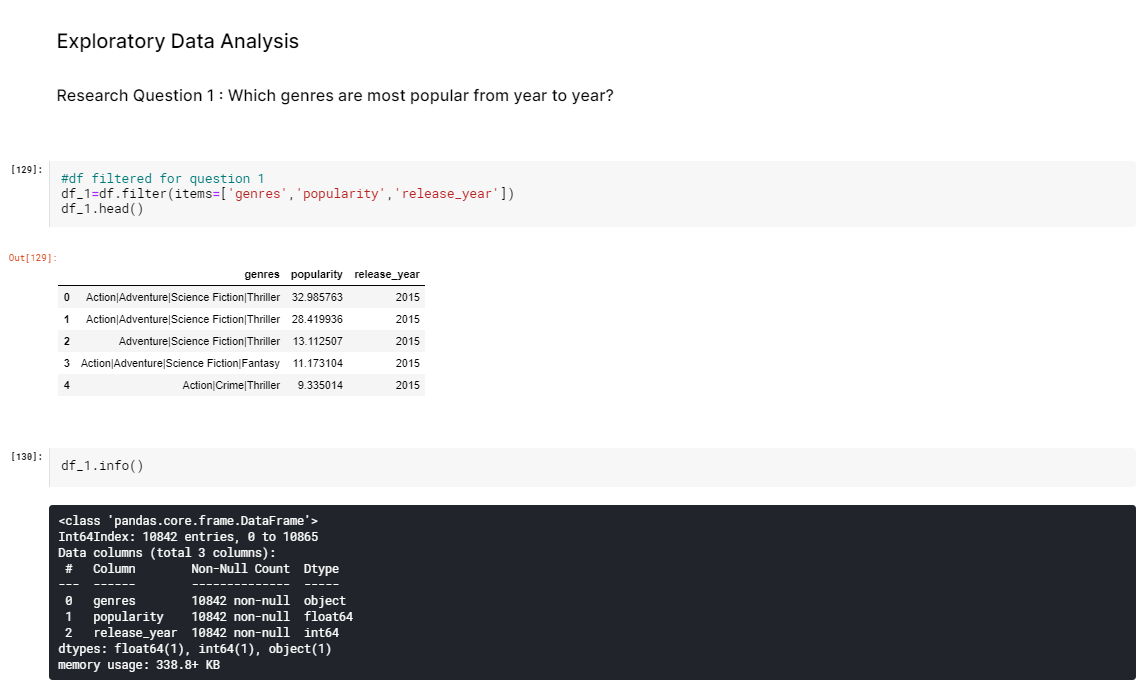 Exploratory Data Analysis
Research Question 1 : Which genres are most popular from year to year?
[129]:
#df filtered for question 1
df_1=df.filter(items=['genres','popularity','release_year'])
df_1.head()
Out[129]:
genres popularity release_year
0 Action|Adventure|Science Fiction|Thriller 32.985763 2015
1 Action|Adventure|Science Fiction|Thriller 28.419936 2015
2 Adventure|Science Fiction|Thriller 13.112507 2015
3 Action|Adventure|Science Fiction|Fantasy 11.173104 2015
4 Action|Crime|Thriller 9.335014 2015
[130]:
df_1.info()
<class 'pandas.core.frame.DataFrame'>
Int64Index: 10842 entries, 0 to 10865
Data columns (total 3 columns):
# Column Non-Null Count Dtype
--- ------ -------------- -----
0 genres 10842 non-null object
1 popularity 10842 non-null float64
2 release_year 10842 non-null int64
dtypes: float64(1), int64(1), object(1)
memory usage: 338.8+ KB